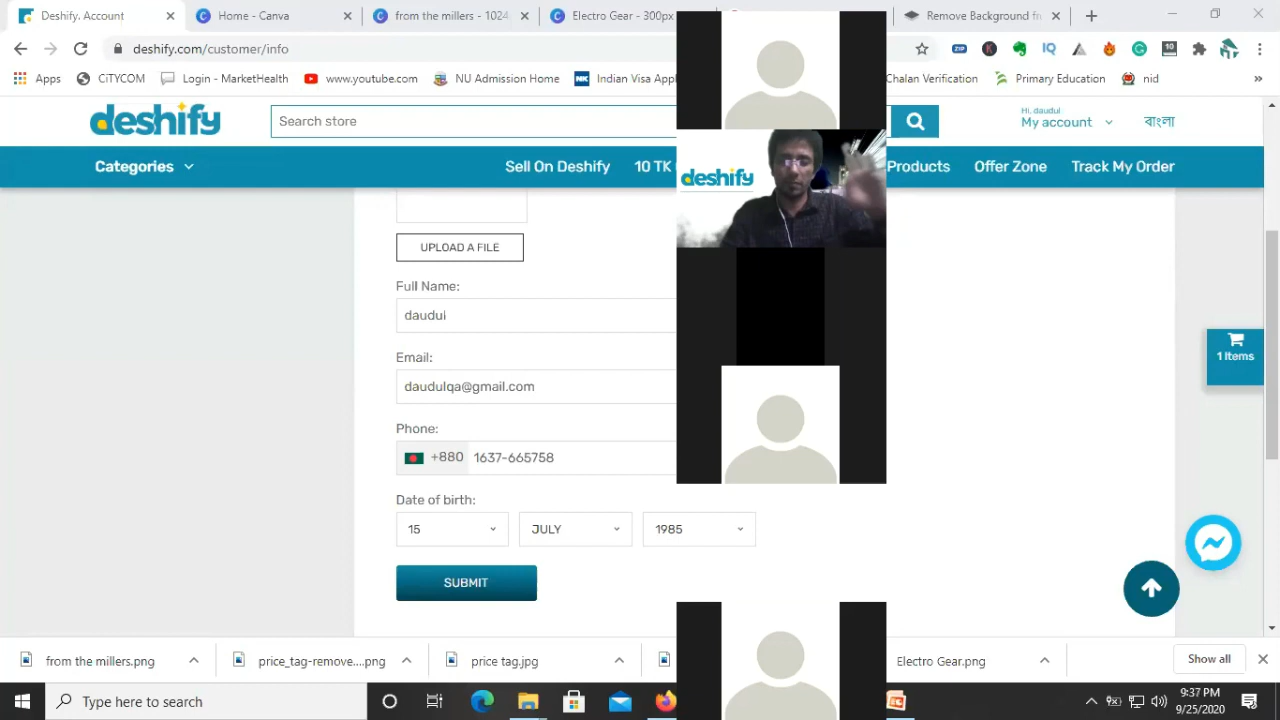 Deshify. Account
Home - Canva
from the millers - 1024
Electro Gear - 300px
Remove Background fr
deshify.com/customer/info
Apps
CiTYCOM
Login - MarketHealth
www.youtube.com
NU Admission Home
Indian Visa Appl
Chalan Verification
Primary Education
nid
deshify
Search store
Hi, daudul
My account
বাংলা
Categories
Sell On Deshify
10 TK
Products
Offer Zone
Track My Order
deshify
UPLOAD A FILE
Full Name:
daudul
Email:
daudulqa@gmail.com
1 Items
Phone:
+880
1637-665758
Date of birth:
15
JULY
1985
SUBMIT
from the millers.png
price_tag-remove....png
price tag.jpg
Electro Gear.png
Show all
Type here to search
9:37 PM
9/25/2020